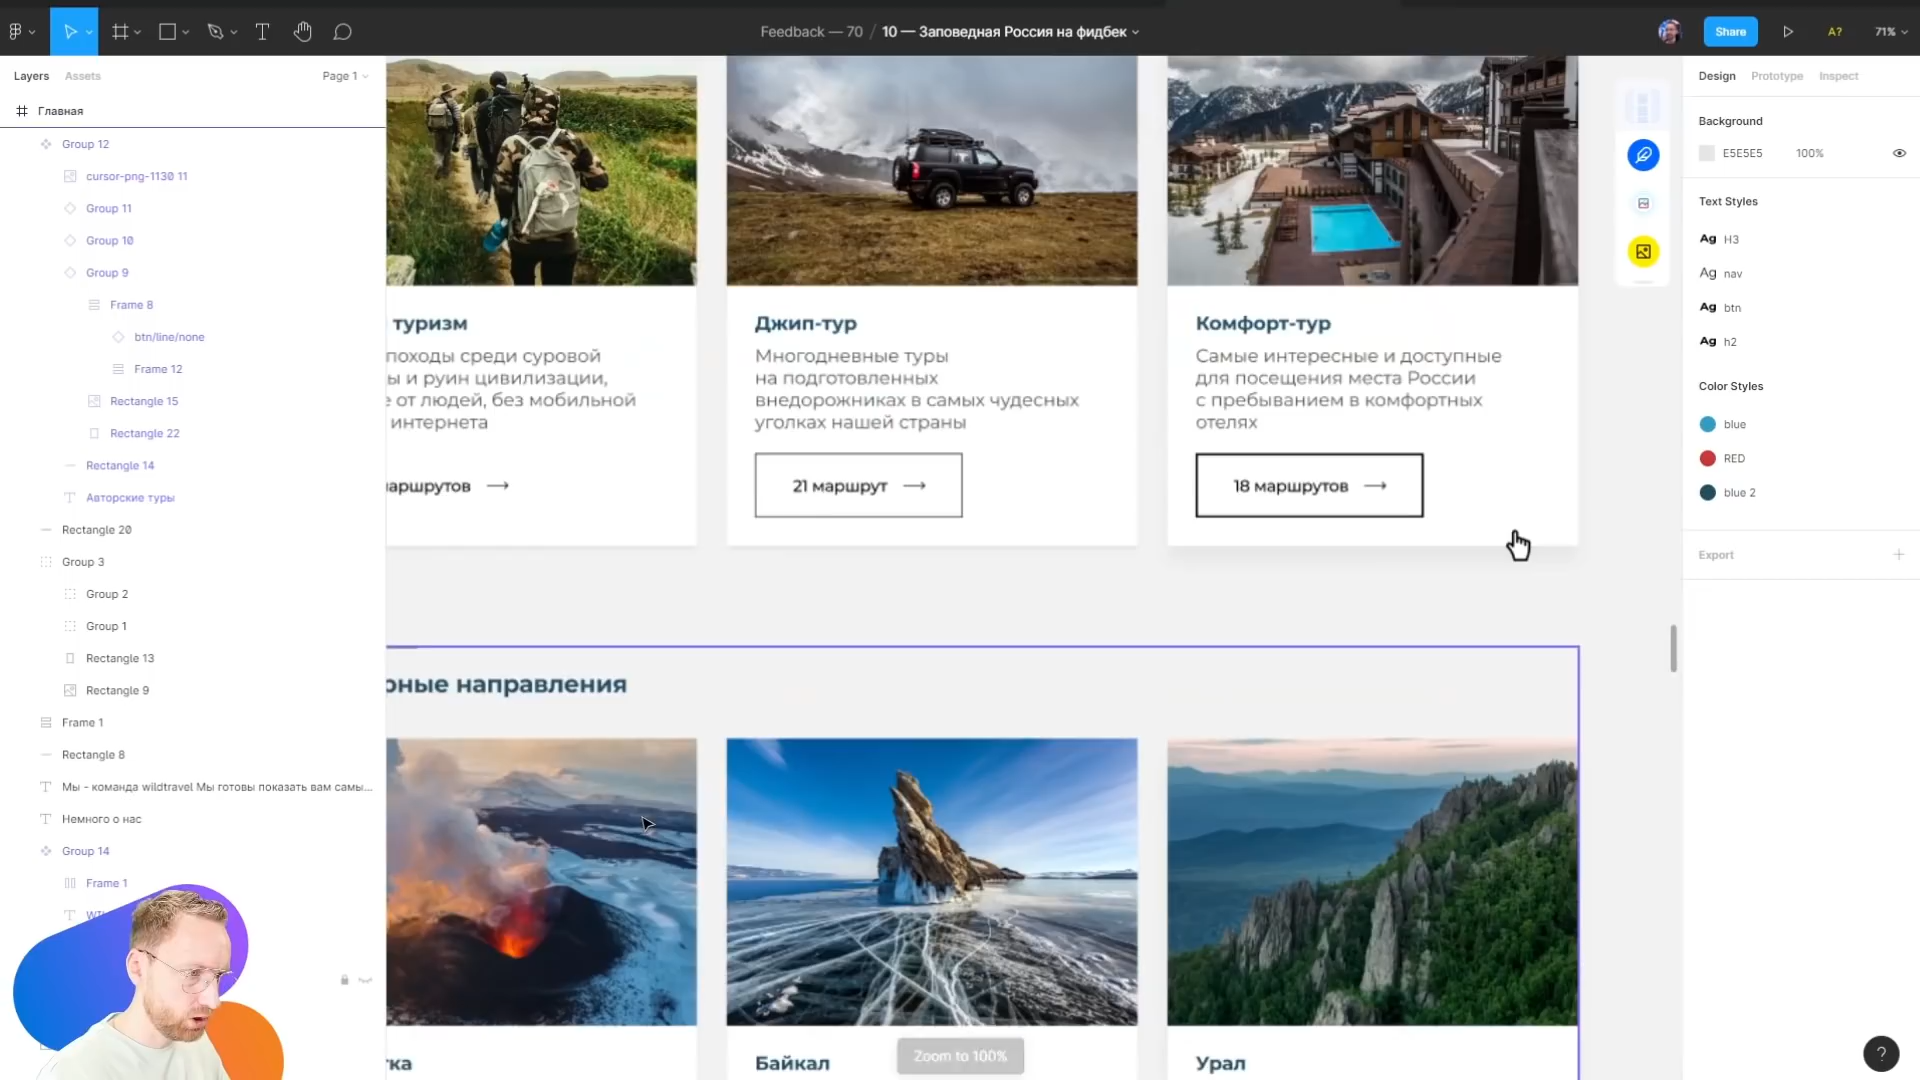 Feedback — 70 / 10 — Заповедная Россия на фидбек
Share
A?
71%
Layers
Assets
Page 1
Главная
Group 12
cursor-png-1130 11
Group 11
Group 10
Group 9
Frame 8
btn/line/none
Frame 12
Rectangle 15
Rectangle 22
Rectangle 14
Авторские туры
Rectangle 20
Group 3
Group 2
Group 1
Rectangle 13
Rectangle 9
Frame 1
Rectangle 8
Мы - команда wildtravel Мы готовы показать вам самы...
Немного о нас
Group 14
Frame 1
туризм
походы среди суровой
ы и руин цивилизации,
е от людей, без мобильной
интернета
аршрутов
Джип-тур
Многодневные туры
на подготовленных
внедорожниках в самых чудесных
уголках нашей страны
21 маршрут
Комфорт-тур
Самые интересные и доступные
для посещения места России
с пребыванием в комфортных
отелях
18 маршрутов
рные направления
тка
Байкал
Урал
Zoom to 100%
Design
Prototype
Inspect
Background
E5E5E5
100%
Text Styles
Ag H3
Ag nav
Ag btn
Ag h2
Color Styles
blue
RED
blue 2
Export
?